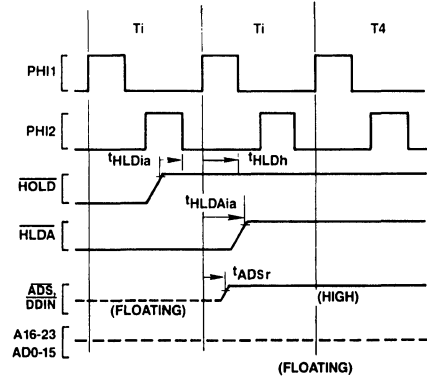 Ti Ti T4
PHI1
PHI2
tHLDia tHLDh
HOLD
tHLDAia
HLDA
tADSr
ADS,
DDIN
(FLOATING) (HIGH)
A16-23
AD0-15
(FLOATING)